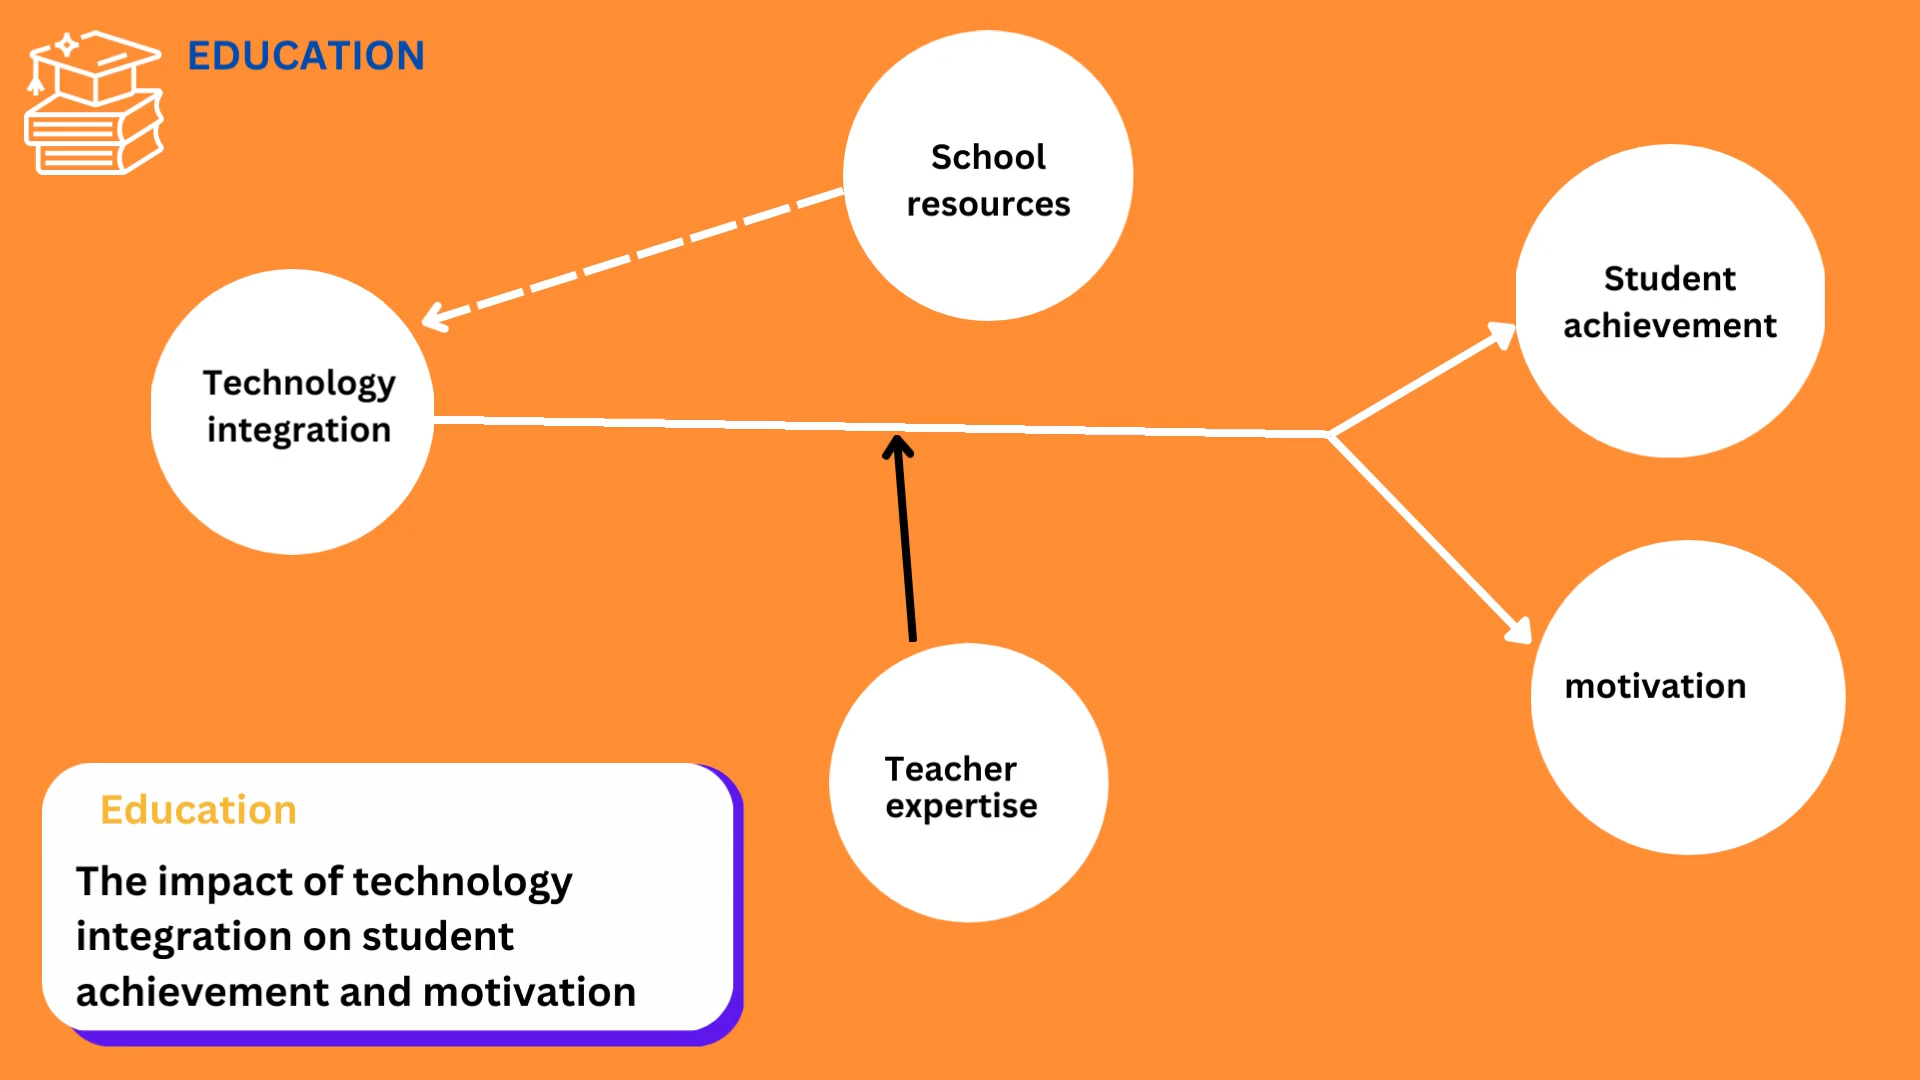 EDUCATION
School
resources
Student
achievement
Technology
integration
motivation
Teacher
expertise
Education
The impact of technology
integration on student
achievement and motivation